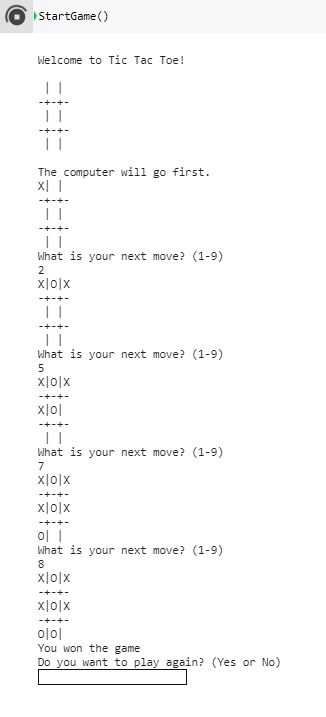 StartGame()
Welcome to Tic Tac Toe!
 | |
-+-+-
 | |
-+-+-
 | |
The computer will go first.
X| |
-+-+-
 | |
-+-+-
 | |
What is your next move? (1-9)
2
X|O|X
-+-+-
 | |
-+-+-
 | |
What is your next move? (1-9)
5
X|O|X
-+-+-
X|O|
-+-+-
 | |
What is your next move? (1-9)
7
X|O|X
-+-+-
X|O|X
-+-+-
O| |
What is your next move? (1-9)
8
X|O|X
-+-+-
X|O|X
-+-+-
O|O|
You won the game
Do you want to play again? (Yes or No)